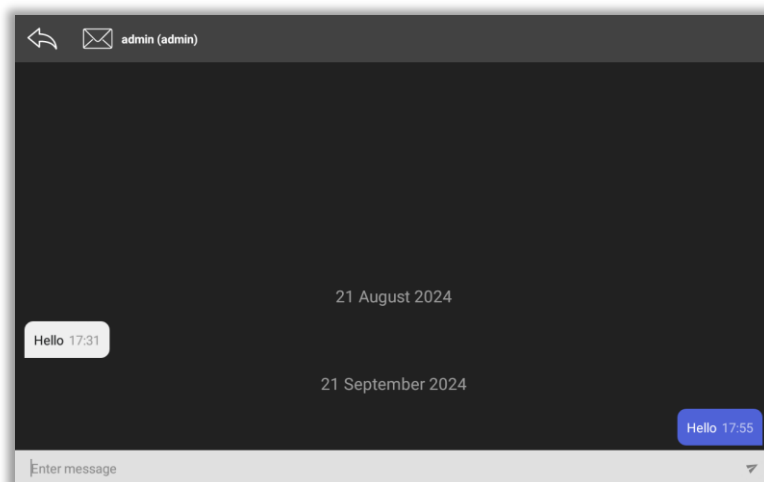 admin (admin)
21 August 2024
Hello 17:31
21 September 2024
Hello 17:55
Enter message